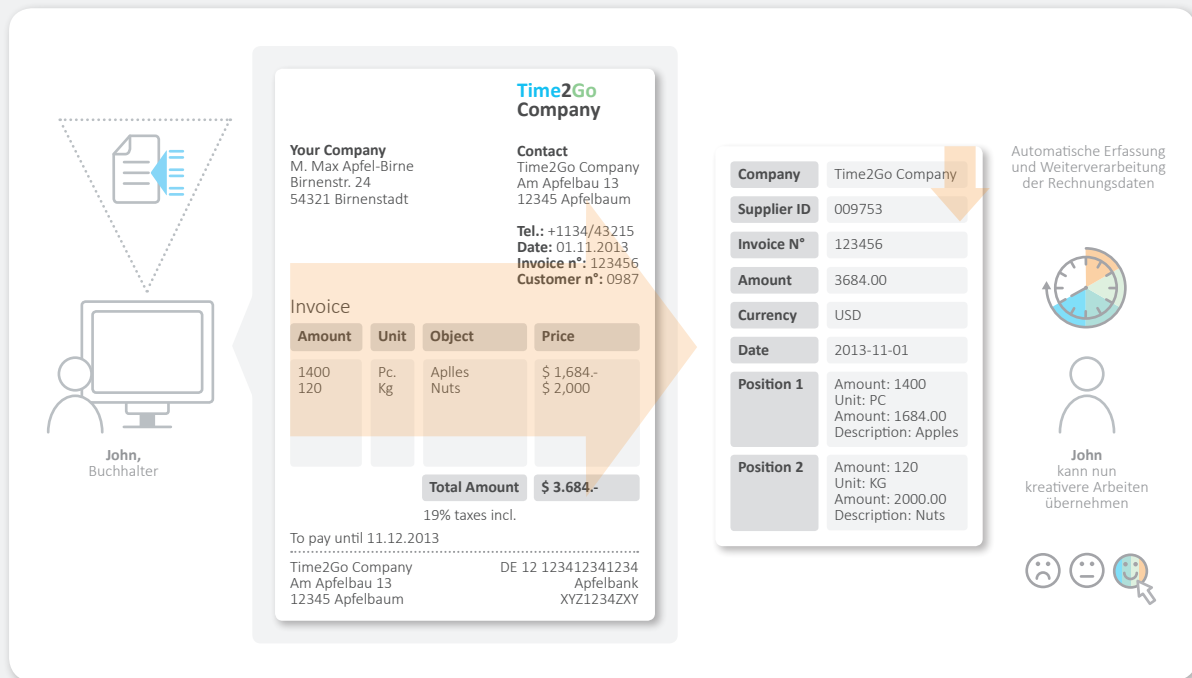 Time2Go
Company
Your Company
M. Max Apfel-Birne
Birnenstr. 24
54321 Birnenstadt
Contact
Time2Go Company
Am Apfelbau 13
12345 Apfelbaum
Tel.: +1134/43215
Date: 01.11.2013
Invoice n°: 123456
Customer n°: 0987
Invoice
Amount Unit Object Price
1400 Pc. Aplles $ 1,684.-
120 Kg Nuts $ 2,000
Total Amount $ 3.684.-
19% taxes incl.
To pay until 11.12.2013
Time2Go Company DE 12 123412341234
Am Apfelbau 13 Apfelbank
12345 Apfelbaum XYZ1234ZXY
John,
Buchhalter
Company Time2Go Company
Supplier ID 009753
Invoice N° 123456
Amount 3684.00
Currency USD
Date 2013-11-01
Position 1 Amount: 1400
Unit: PC
Amount: 1684.00
Description: Apples
Position 2 Amount: 120
Unit: KG
Amount: 2000.00
Description: Nuts
Automatische Erfassung
und Weiterverarbeitung
der Rechnungsdaten
John
kann nun
kreativere Arbeiten
übernehmen